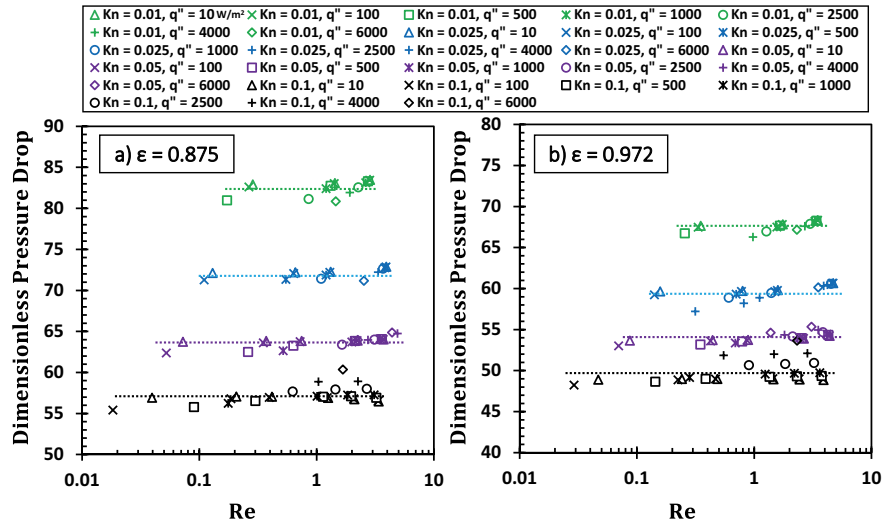 Kn = 0.01, q" = 10 W/m² Kn = 0.01, q" = 100 Kn = 0.01, q" = 500 Kn = 0.01, q" = 1000 Kn = 0.01, q" = 2500
Kn = 0.01, q" = 4000 Kn = 0.01, q" = 6000 Kn = 0.025, q" = 10 Kn = 0.025, q" = 100 Kn = 0.025, q" = 500
Kn = 0.025, q" = 1000 Kn = 0.025, q" = 2500 Kn = 0.025, q" = 4000 Kn = 0.025, q" = 6000 Kn = 0.05, q" = 10
Kn = 0.05, q" = 100 Kn = 0.05, q" = 500 Kn = 0.05, q" = 1000 Kn = 0.05, q" = 2500 Kn = 0.05, q" = 4000
Kn = 0.05, q" = 6000 Kn = 0.1, q" = 10 Kn = 0.1, q" = 100 Kn = 0.1, q" = 500 Kn = 0.1, q" = 1000
Kn = 0.1, q" = 2500 Kn = 0.1, q" = 4000 Kn = 0.1, q" = 6000
Dimensionless Pressure Drop
90
85
80
75
70
65
60
55
50
a) ε = 0.875
0.01 0.1 1 10
Re
Dimensionless Pressure Drop
80
75
70
65
60
55
50
45
40
b) ε = 0.972
0.01 0.1 1 10
Re